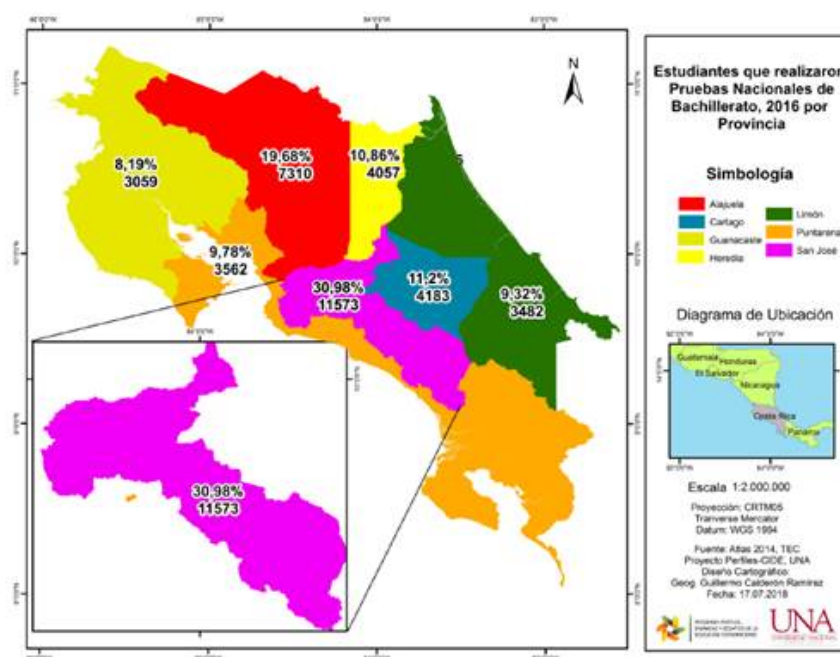 N
8,19%
3059
19,68%
7310
10,86%
4057
9,78%
3562
30,98%
11573
11,2%
4183
9,32%
3482
30,98%
11573
Estudiantes que realizaron
Pruebas Nacionales de
Bachillerato, 2016 por
Provincia
Simbología
Alajuela
Cartago
Guanacaste
Heredia
Limón
Puntarena
San José
Diagrama de Ubicación
Guatemala
Honduras
El Salvador
Nicaragua
Costa Rica
Panama
Escala 1:2.000.000
Proyección: CRTM05
Tranverse Mercator
Datum: WGS 1984
Fuente: Atlas 2014, TEC
Proyecto Perfiles-CIDE, UNA
Diseño Cartográfico:
Geog. Guillermo Calderón Ramírez
Fecha: 17.07.2018
UNA